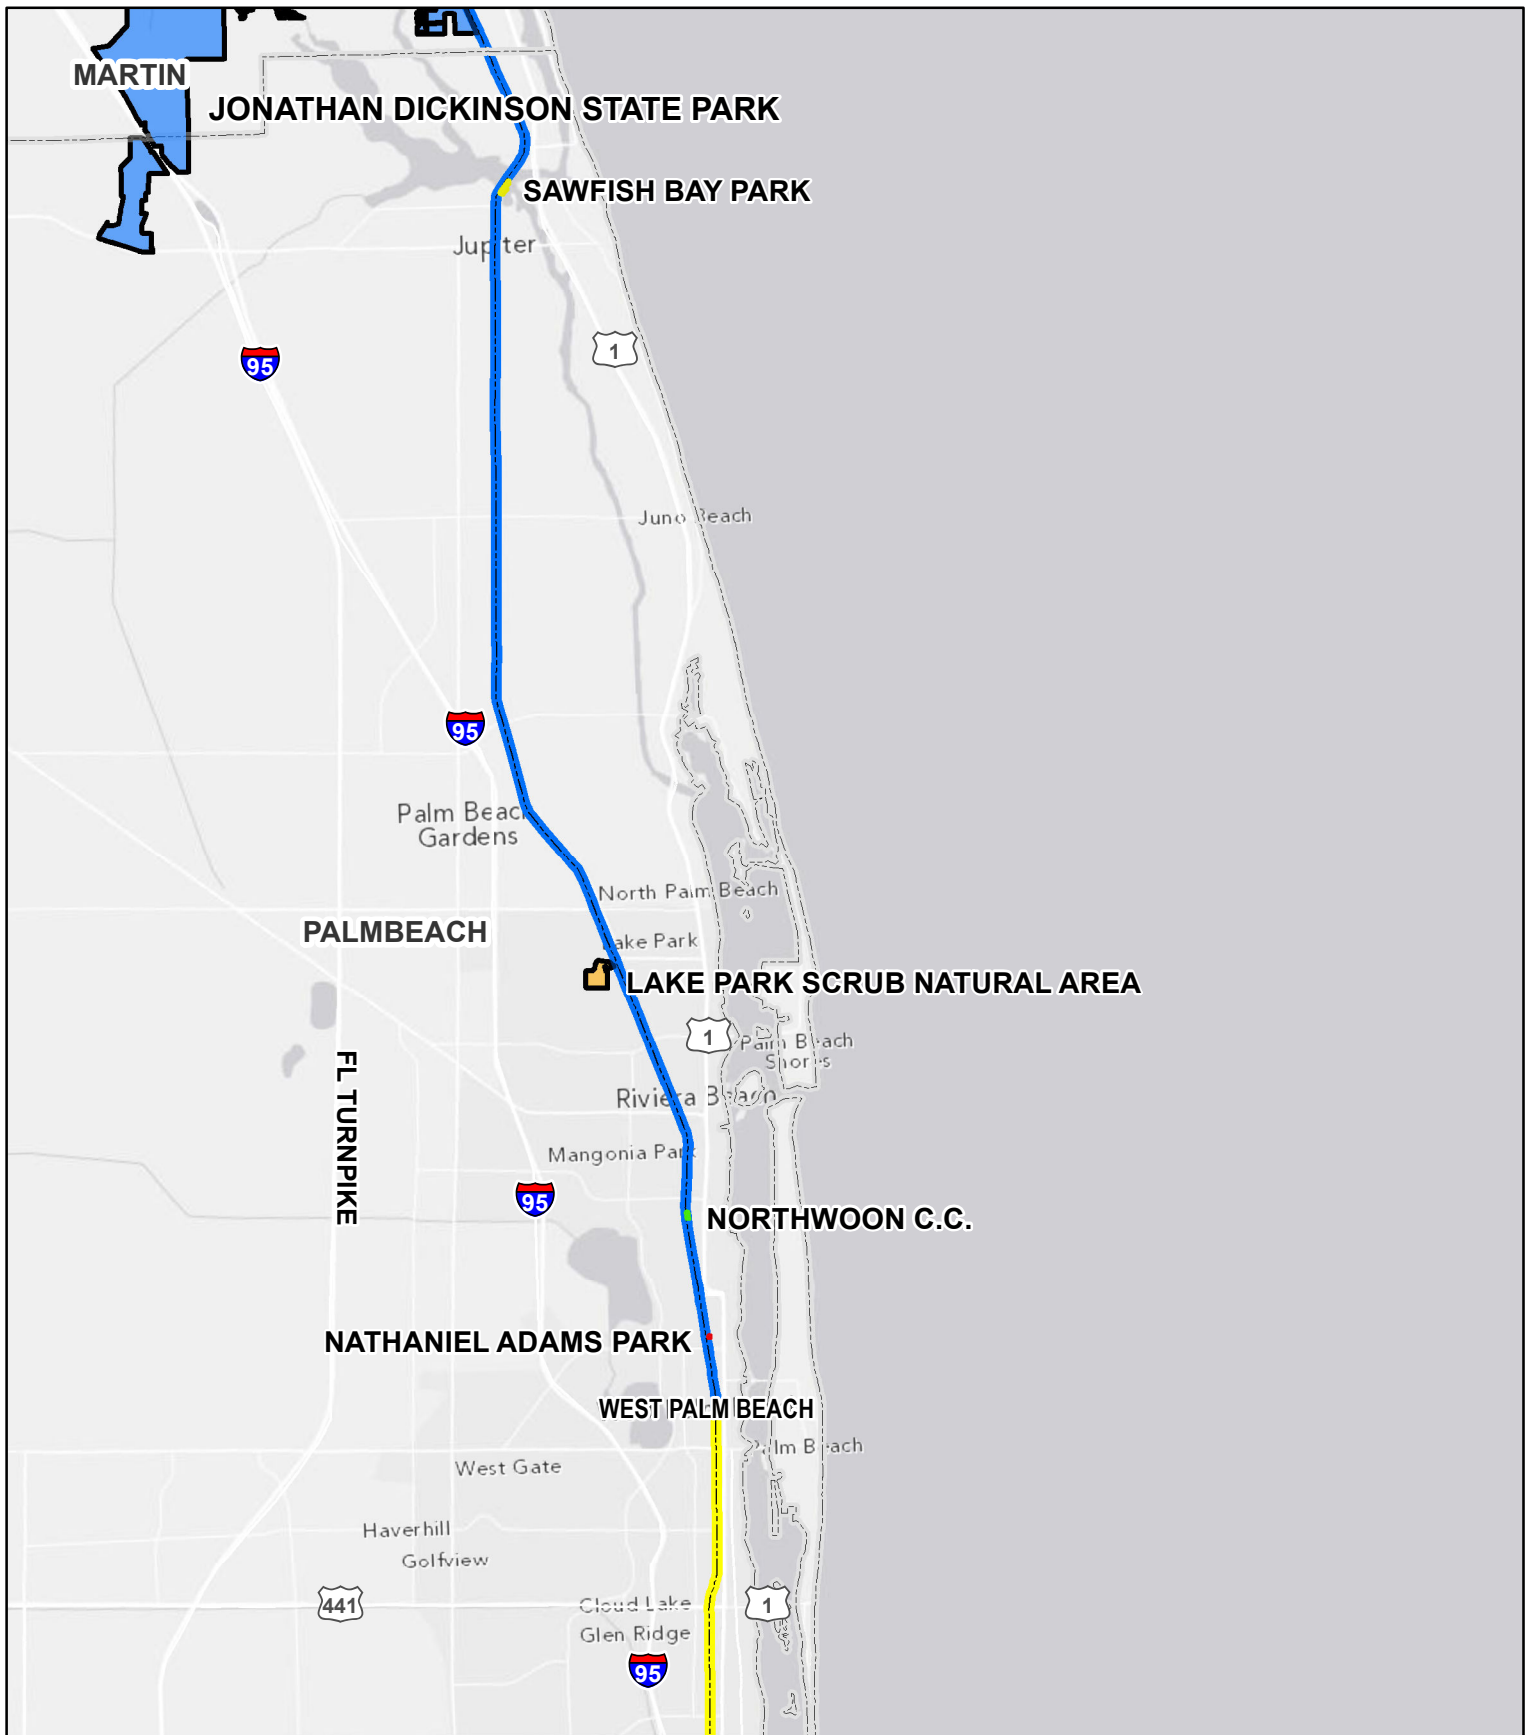 MARTIN
JONATHAN DICKINSON STATE PARK
SAWFISH BAY PARK
Jupiter
1
95
Juno Beach
95
Palm Beach
Gardens
North Palm Beach
PALMBEACH
Lake Park
LAKE PARK SCRUB NATURAL AREA
1
Palm Beach
Shores
FL TURNPIKE
Riviera Beach
Mangonia Park
95
NORTHWOON C.C.
NATHANIEL ADAMS PARK
WEST PALM BEACH
Palm Beach
West Gate
Haverhill
Golfview
441
Cloud Lake
1
Glen Ridge
95